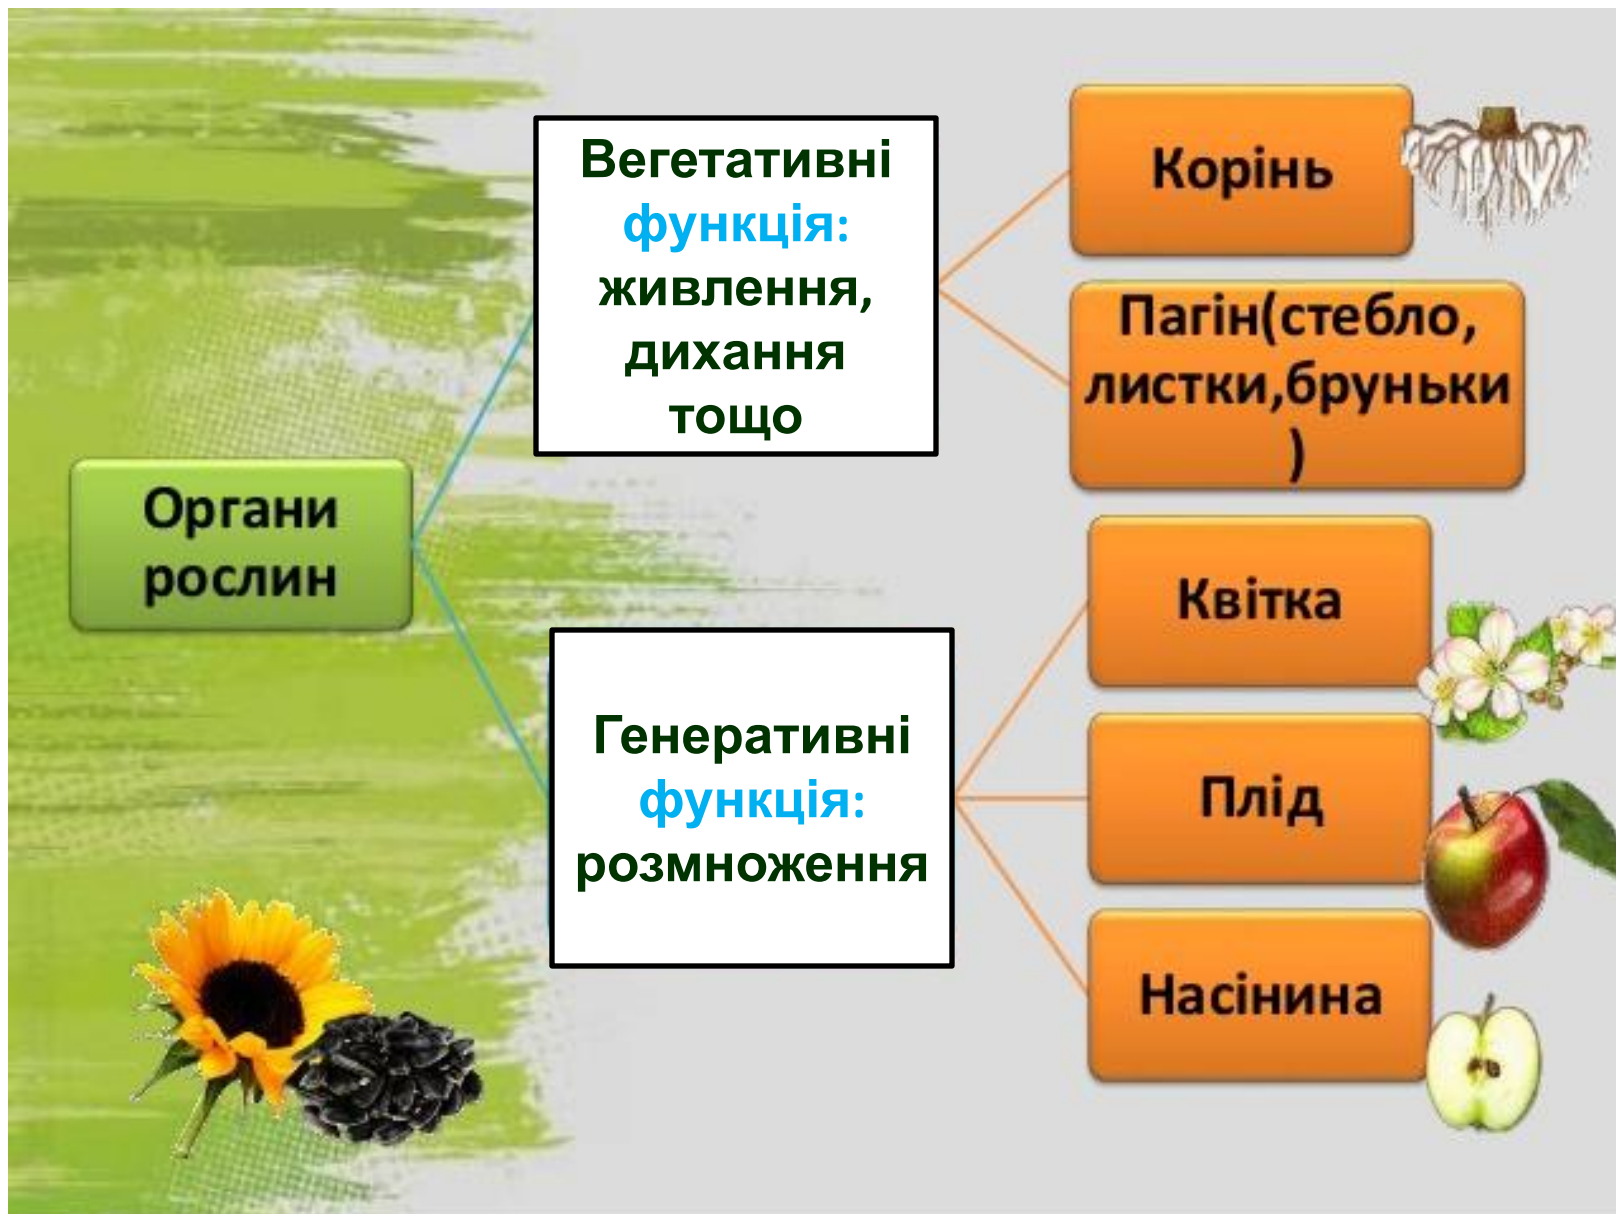 Органи
рослин
Вегетативні
функція:
живлення,
дихання
тощо
Корінь
Пагін(стебло,
листки,бруньки
)
Генеративні
функція:
розмноження
Квітка
Плід
Насінина